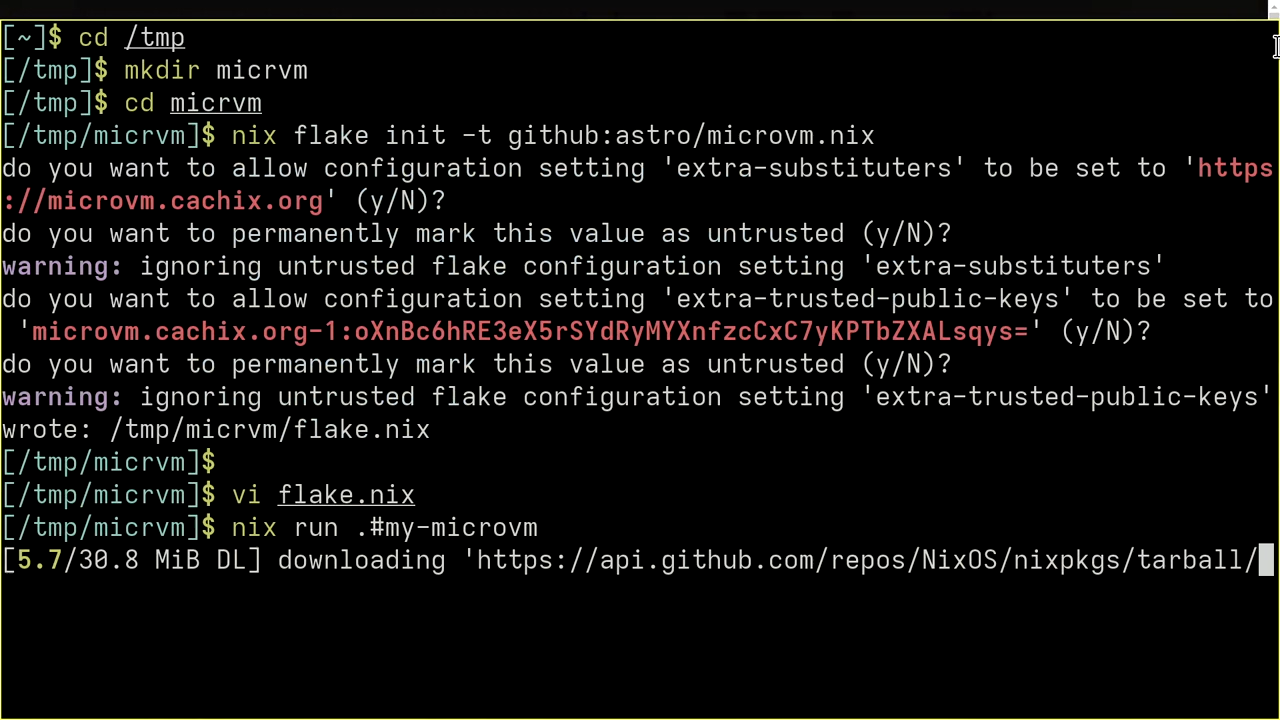 [~]$ cd /tmp
[/tmp]$ mkdir micrvm
[/tmp]$ cd micrvm
[/tmp/micrvm]$ nix flake init -t github:astro/microvm.nix
do you want to allow configuration setting 'extra-substituters' to be set to 'https
://microvm.cachix.org' (y/N)?
do you want to permanently mark this value as untrusted (y/N)?
warning: ignoring untrusted flake configuration setting 'extra-substituters'
do you want to allow configuration setting 'extra-trusted-public-keys' to be set to
'microvm.cachix.org-1:oXnBc6hRE3eX5rSYdRyMYXnfzcCxC7yKPTbZXALsqys=' (y/N)?
do you want to permanently mark this value as untrusted (y/N)?
warning: ignoring untrusted flake configuration setting 'extra-trusted-public-keys'
wrote: /tmp/micrvm/flake.nix
[/tmp/micrvm]$
[/tmp/micrvm]$ vi flake.nix
[/tmp/micrvm]$ nix run .#my-microvm
[5.7/30.8 MiB DL] downloading 'https://api.github.com/repos/NixOS/nixpkgs/tarball/